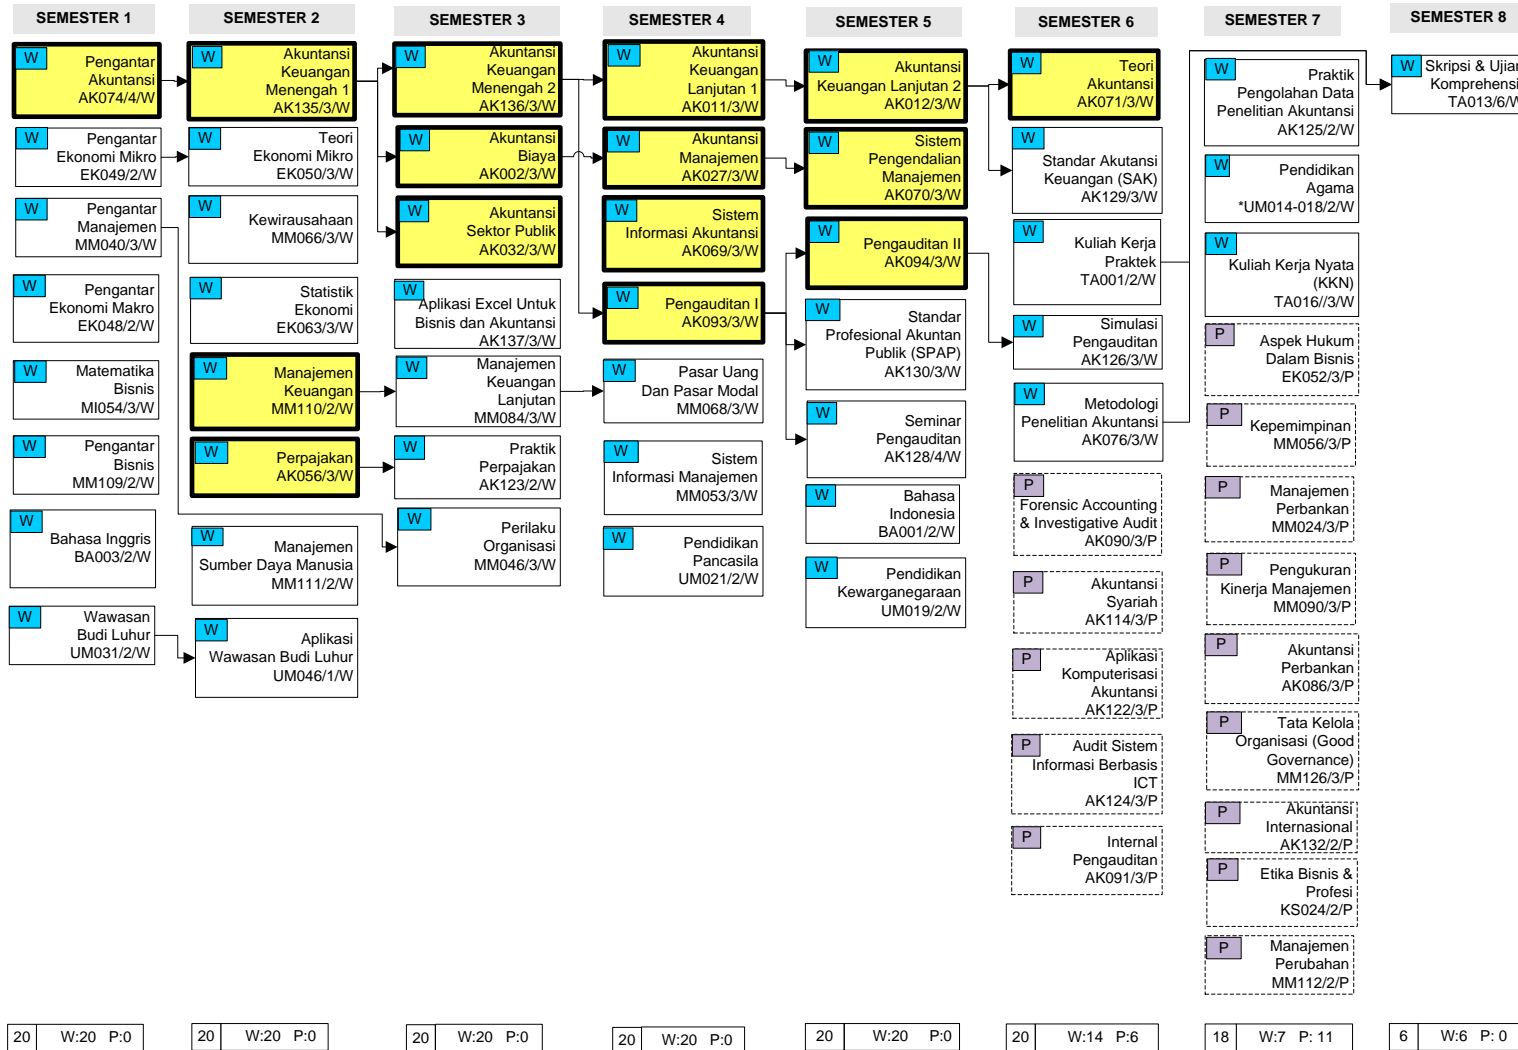 SEMESTER 1
W
Pengantar
Akuntansi
AK074/4/W
W
Pengantar
Ekonomi Mikro
EK049/2/W
W
Pengantar
Manajemen
MM040/3/W
W
Pengantar
Ekonomi Makro
EK048/2/W
W
Matematika
Bisnis
MI054/3/W
W
Pengantar
Bisnis
MM109/2/W
W
Bahasa Inggris
BA003/2/W
W
Wawasan
Budi Luhur
UM031/2/W
20 W:20 P:0
SEMESTER 2
W
Akuntansi
Keuangan
Menengah 1
AK135/3/W
W
Teori
Ekonomi Mikro
EK050/3/W
W
Kewirausahaan
MM066/3/W
W
Statistik
Ekonomi
EK063/3/W
W
Manajemen
Keuangan
MM110/2/W
W
Perpajakan
AK056/3/W
W
Manajemen
Sumber Daya Manusia
MM111/2/W
W
Aplikasi
Wawasan Budi Luhur
UM046/1/W
20 W:20 P:0
SEMESTER 3
W
Akuntansi
Keuangan
Menengah 2
AK136/3/W
W
Akuntansi
Biaya
AK002/3/W
W
Akuntansi
Sektor Publik
AK032/3/W
W
Aplikasi Excel Untuk
Bisnis dan Akuntansi
AK137/3/W
W
Manajemen
Keuangan
Lanjutan
MM084/3/W
W
Praktik
Perpajakan
AK123/2/W
W
Perilaku
Organisasi
MM046/3/W
20 W:20 P:0
SEMESTER 4
W
Akuntansi
Keuangan
Lanjutan 1
AK011/3/W
W
Akuntansi
Manajemen
AK027/3/W
W
Sistem
Informasi Akuntansi
AK069/3/W
W
Pengauditan I
AK093/3/W
W
Pasar Uang
Dan Pasar Modal
MM068/3/W
W
Sistem
Informasi Manajemen
MM053/3/W
W
Pendidikan
Pancasila
UM021/2/W
20 W:20 P:0
SEMESTER 5
W
Akuntansi
Keuangan Lanjutan 2
AK012/3/W
W
Sistem
Pengendalian
Manajemen
AK070/3/W
W
Pengauditan II
AK094/3/W
W
Standar
Profesional Akuntan
Publik (SPAP)
AK130/3/W
W
Seminar
Pengauditan
AK128/4/W
W
Bahasa
Indonesia
BA001/2/W
W
Pendidikan
Kewarganegaraan
UM019/2/W
20 W:20 P:0
SEMESTER 6
W
Teori
Akuntansi
AK071/3/W
W
Standar Akutansi
Keuangan (SAK)
AK129/3/W
W
Kuliah Kerja
Praktek
TA001/2/W
W
Simulasi
Pengauditan
AK126/3/W
W
Metodologi
Penelitian Akuntansi
AK076/3/W
P
Forensic Accounting
& Investigative Audit
AK090/3/P
P
Akuntansi
Syariah
AK114/3/P
P
Aplikasi
Komputerisasi
Akuntansi
AK122/3/P
P
Audit Sistem
Informasi Berbasis
ICT
AK124/3/P
P
Internal
Pengauditan
AK091/3/P
20 W:14 P:6
SEMESTER 7
W
Praktik
Pengolahan Data
Penelitian Akuntansi
AK125/2/W
W
Pendidikan
Agama
*UM014-018/2/W
W
Kuliah Kerja Nyata
(KKN)
TA016//3/W
P
Aspek Hukum
Dalam Bisnis
EK052/3/P
P
Kepemimpinan
MM056/3/P
P
Manajemen
Perbankan
MM024/3/P
P
Pengukuran
Kinerja Manajemen
MM090/3/P
P
Akuntansi
Perbankan
AK086/3/P
P
Tata Kelola
Organisasi (Good
Governance)
MM126/3/P
P
Akuntansi
Internasional
AK132/2/P
P
Etika Bisnis &
Profesi
KS024/2/P
P
Manajemen
Perubahan
MM112/2/P
18 W:7 P: 11
SEMESTER 8
W
Skripsi & Ujian
Komprehensi
TA013/6/W
6 W:6 P: 0